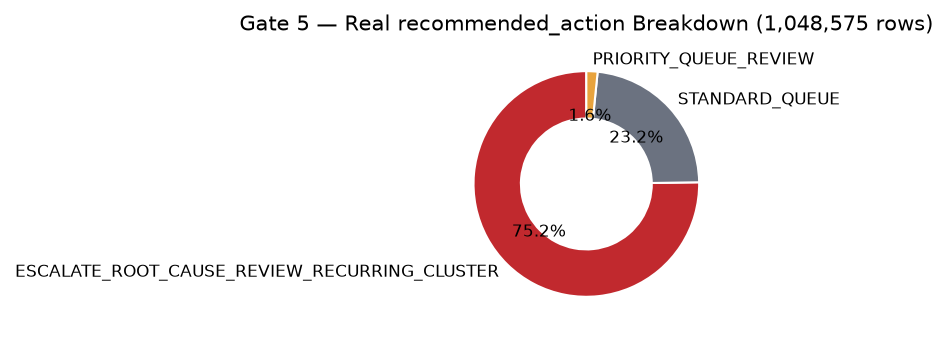 Gate 5 — Real recommended_action Breakdown (1,048,575 rows)
PRIORITY_QUEUE_REVIEW
STANDARD_QUEUE
1.6%
23.2%
75.2%
ESCALATE_ROOT_CAUSE_REVIEW_RECURRING_CLUSTER